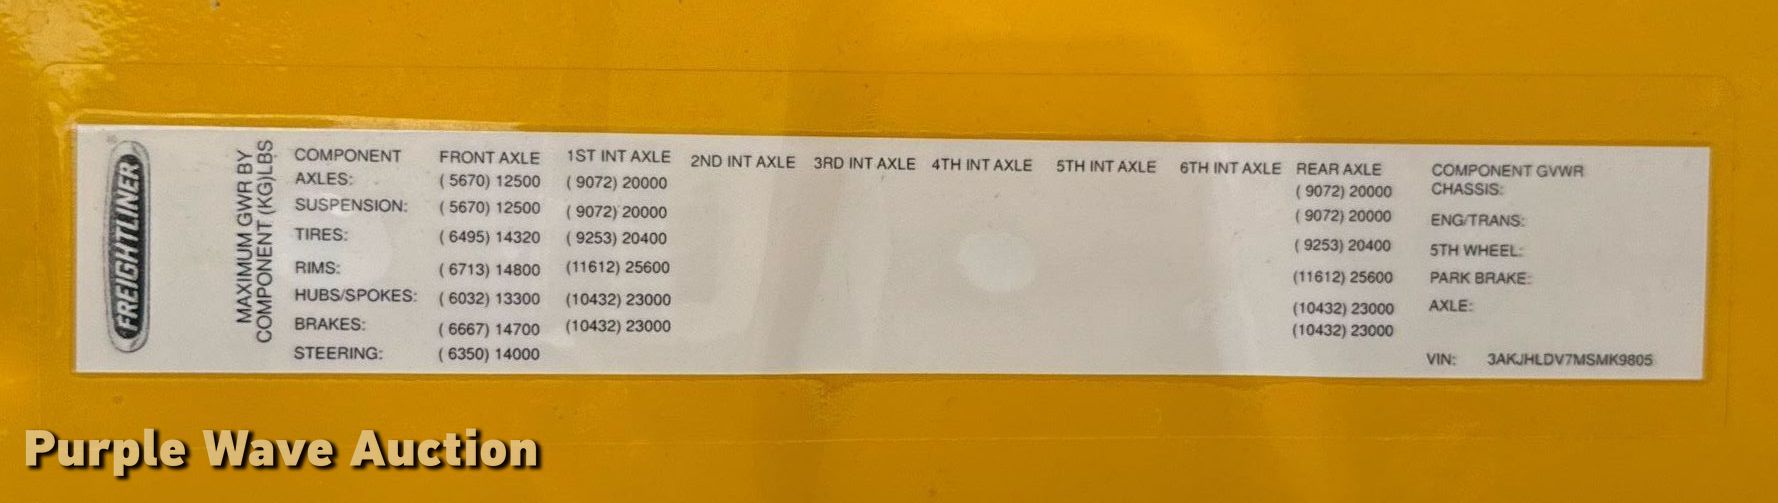 FREIGHTLINER
MAXIMUM GWR BY
COMPONENT (KG)LBS
COMPONENT FRONT AXLE 1ST INT AXLE 2ND INT AXLE 3RD INT AXLE 4TH INT AXLE 5TH INT AXLE 6TH INT AXLE REAR AXLE COMPONENT GVWR
AXLES: ( 5670) 12500 ( 9072) 20000 ( 9072) 20000 CHASSIS:
SUSPENSION: ( 5670) 12500 ( 9072) 20000 ( 9072) 20000 ENG/TRANS:
TIRES: ( 6495) 14320 ( 9253) 20400 ( 9253) 20400 5TH WHEEL:
RIMS: ( 6713) 14800 (11612) 25600 (11612) 25600 PARK BRAKE:
HUBS/SPOKES: ( 6032) 13300 (10432) 23000 (10432) 23000 AXLE:
BRAKES: ( 6667) 14700 (10432) 23000 (10432) 23000
STEERING: ( 6350) 14000 VIN: 3AKJHLDV7MSMK9805
Purple Wave Auction